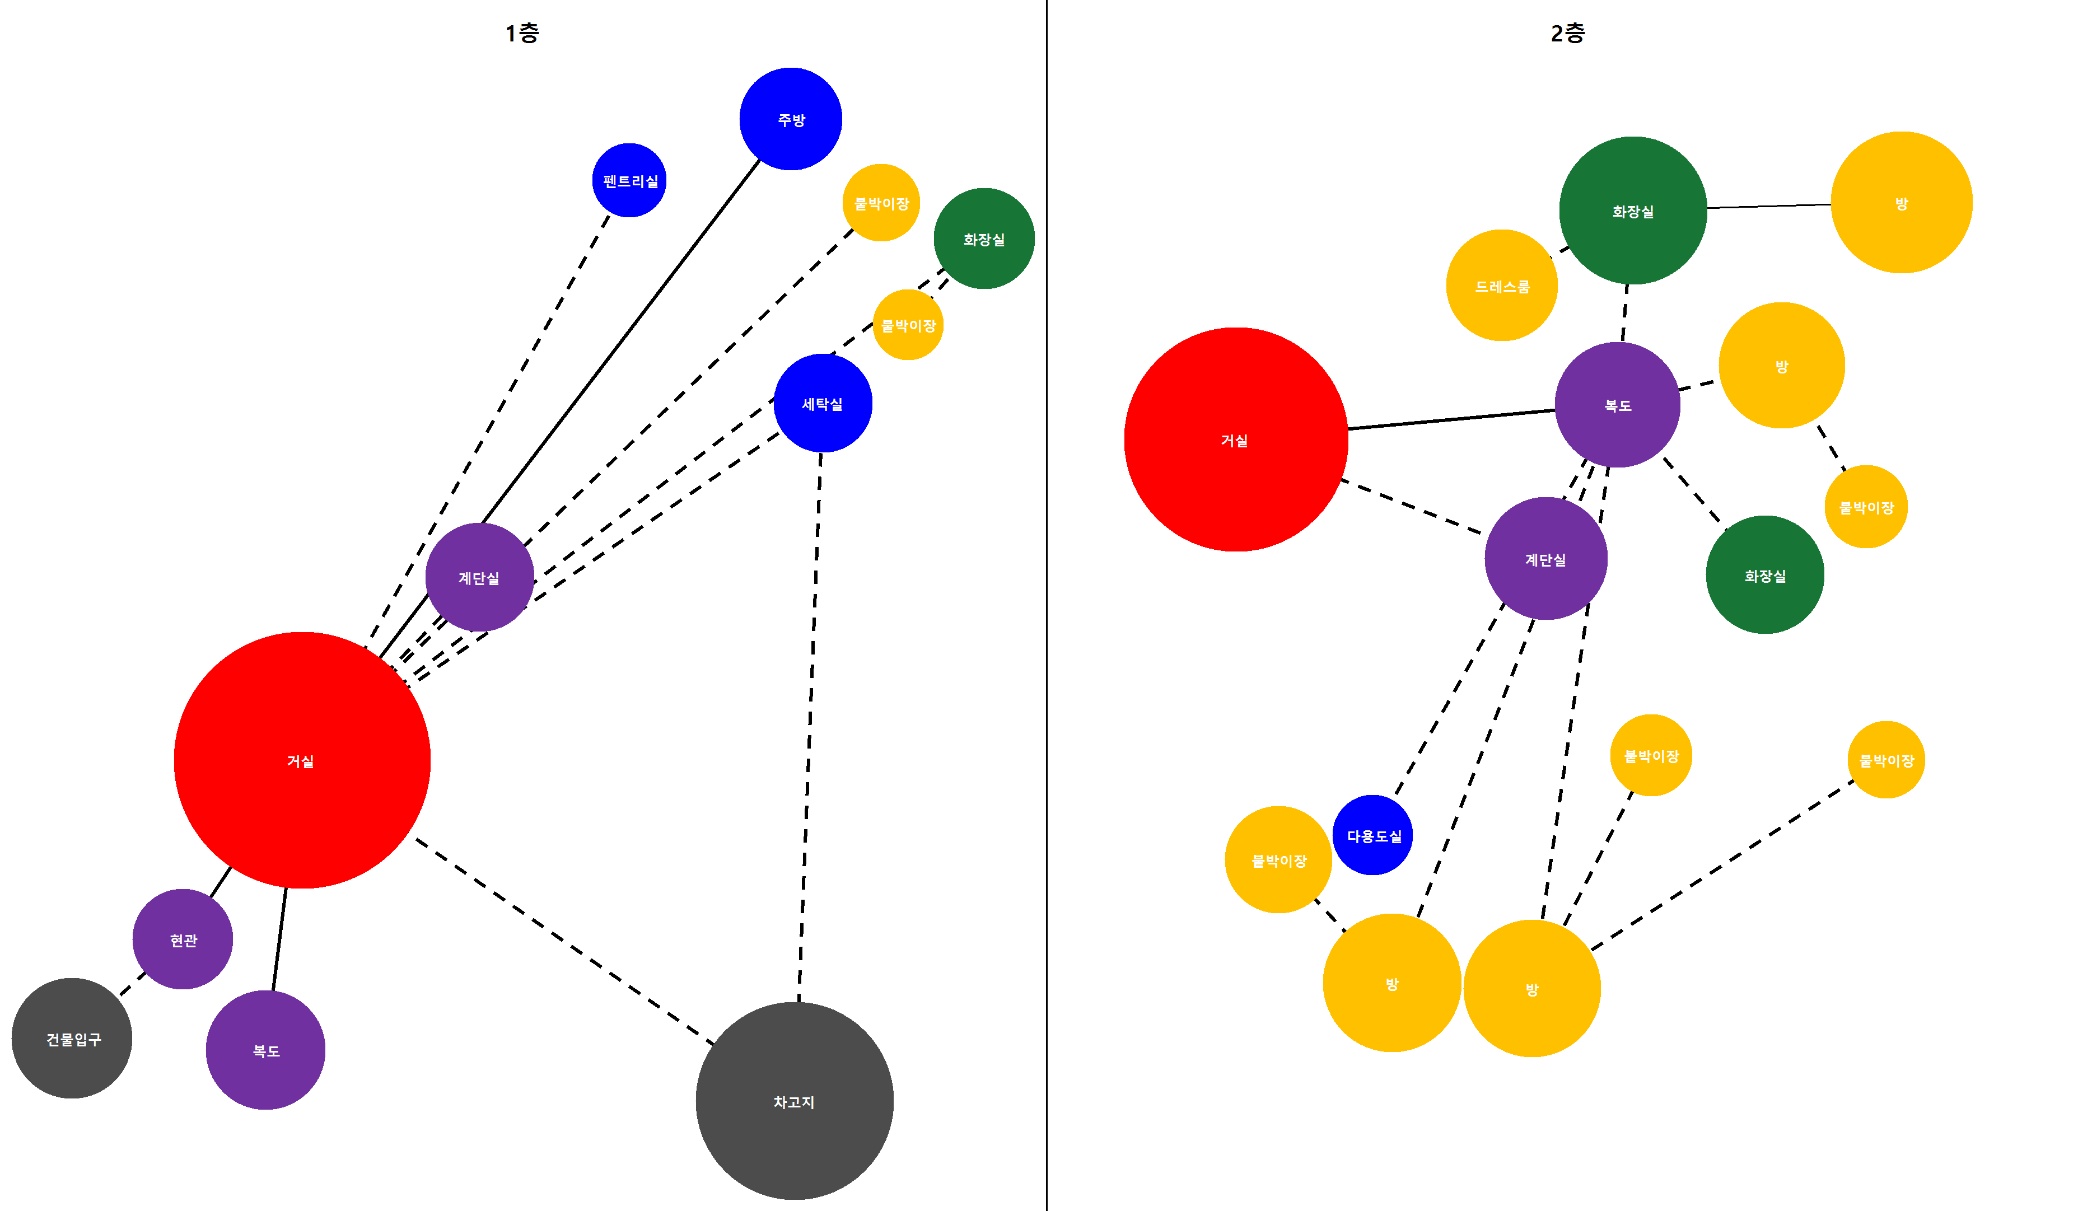 1층
주방
펜트리실
붙박이장
화장실
붙박이장
세탁실
계단실
거실
현관
건물입구
복도
차고지
2층
화장실
방
드레스룸
방
복도
거실
붙박이장
계단실
화장실
붙박이장
붙박이장
다용도실
붙박이장
방
방